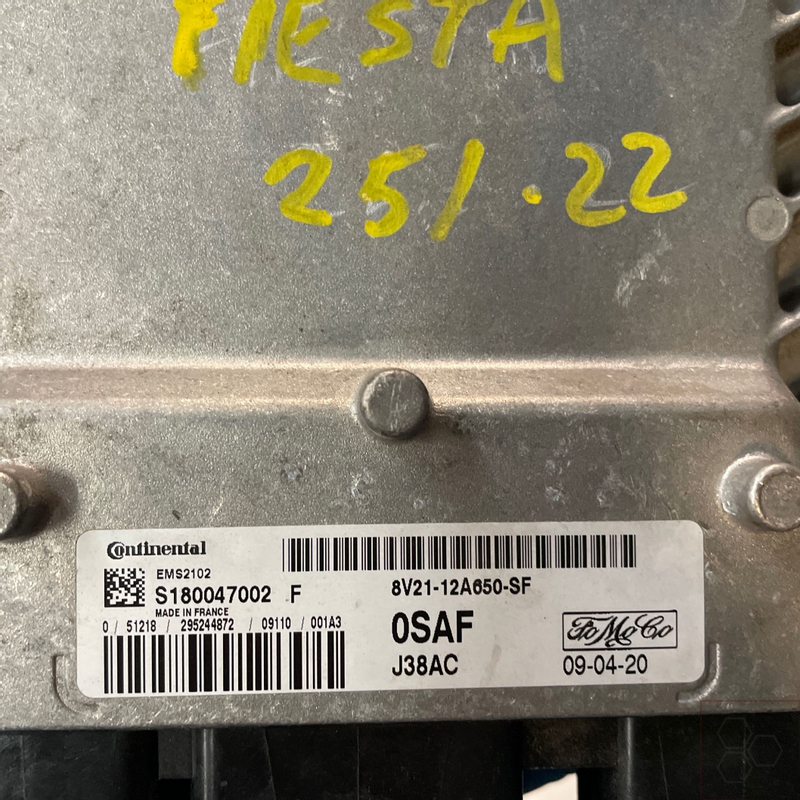 FIESTA
251.22
Continental
EMS2102
S180047002 F
MADE IN FRANCE
0 / 51218 / 295244872 / 09110 / 001A3
8V21-12A650-SF
0SAF
FoMoCo
J38AC
09-04-20